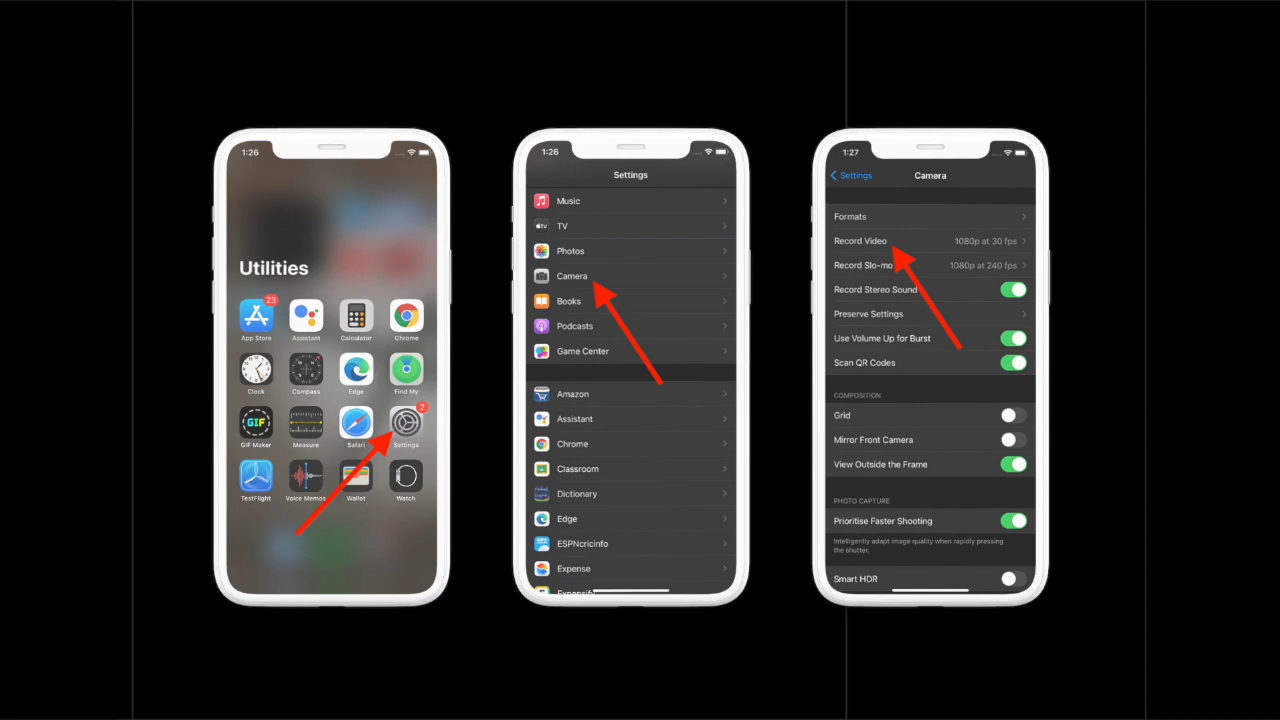 1:26
Utilities
23
App Store Assistant Calculator Chrome
Clock Compass Edge Find My
GIF
2
GIF Maker Measure Safari Settings
TestFlight Voice Memos Wallet Watch
1:26
Settings
Music
tv
TV
Photos
Camera
Books
Podcasts
Game Center
Amazon
Assistant
Chrome
Classroom
Dictionary
Edge
ESPNcricinfo
Expense
Expensify
1:27
Settings
Camera
Formats
Record Video 1080p at 30 fps
Record Slo-mo 1080p at 240 fps
Record Stereo Sound
Preserve Settings
Use Volume Up for Burst
Scan QR Codes
COMPOSITION
Grid
Mirror Front Camera
View Outside the Frame
PHOTO CAPTURE
Prioritise Faster Shooting
Intelligently adapt image quality when rapidly pressing
the shutter.
Smart HDR